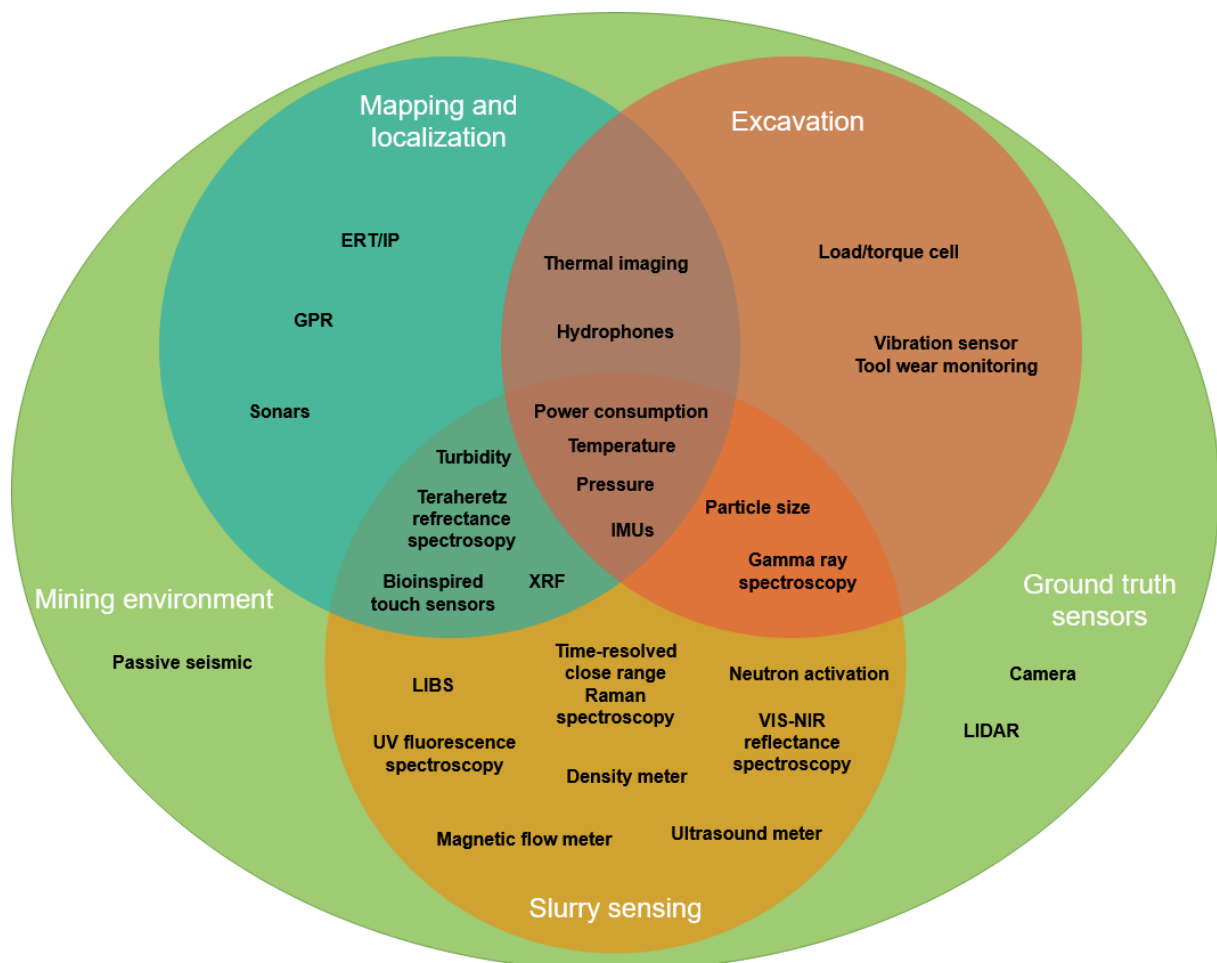 Mapping and
localization
Excavation
ERT/IP
Thermal imaging
Load/torque cell
GPR
Hydrophones
Vibration sensor
Tool wear monitoring
Sonars
Power consumption
Turbidity
Temperature
Pressure
Teraheretz
refrectance
spectrosopy
Particle size
IMUs
Gamma ray
spectroscopy
Bioinspired
touch sensors
XRF
Mining environment
Ground truth
sensors
Passive seismic
Time-resolved
close range
Raman
spectroscopy
Neutron activation
Camera
LIBS
VIS-NIR
reflectance
spectroscopy
LIDAR
UV fluorescence
spectroscopy
Density meter
Magnetic flow meter
Ultrasound meter
Slurry sensing